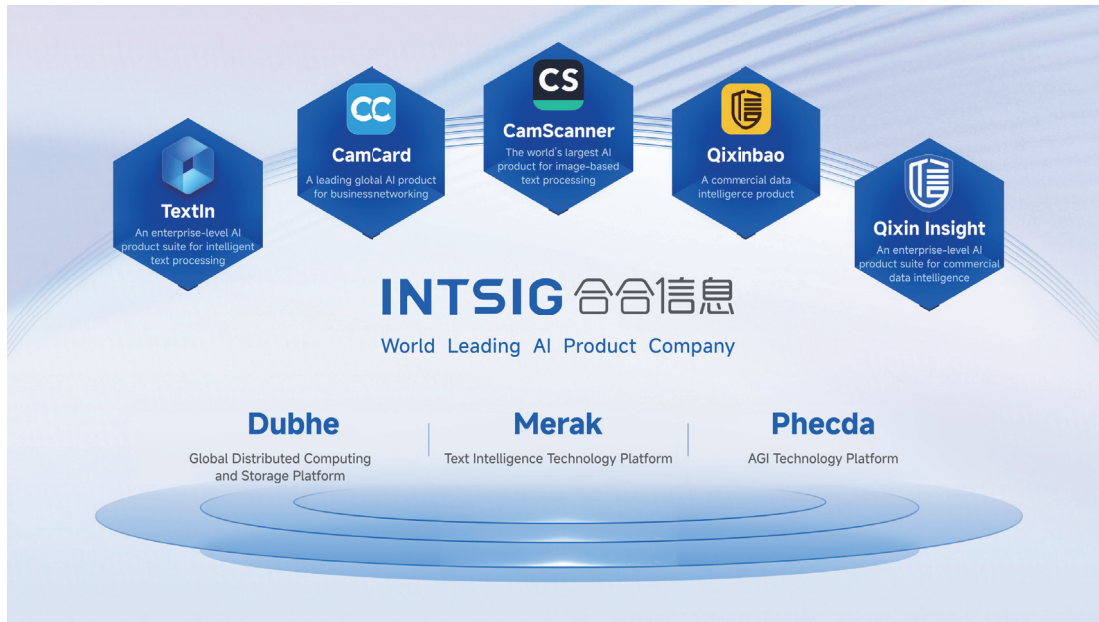 CS
CamScanner
The world's largest AI
product for image-based
text processing
CC
CamCard
A leading global AI product
for businessnetworking
信
Qixinbao
A commercial data
intelligence product
TextIn
An enterprise-level AI
product suite for intelligent
text processing
信
Qixin Insight
An enterprise-level AI
product suite for commercial
data intelligence
INTSIG 合合信息
World Leading AI Product Company
Dubhe
Global Distributed Computing
and Storage Platform
Merak
Text Intelligence Technology Platform
Phecda
AGI Technology Platform